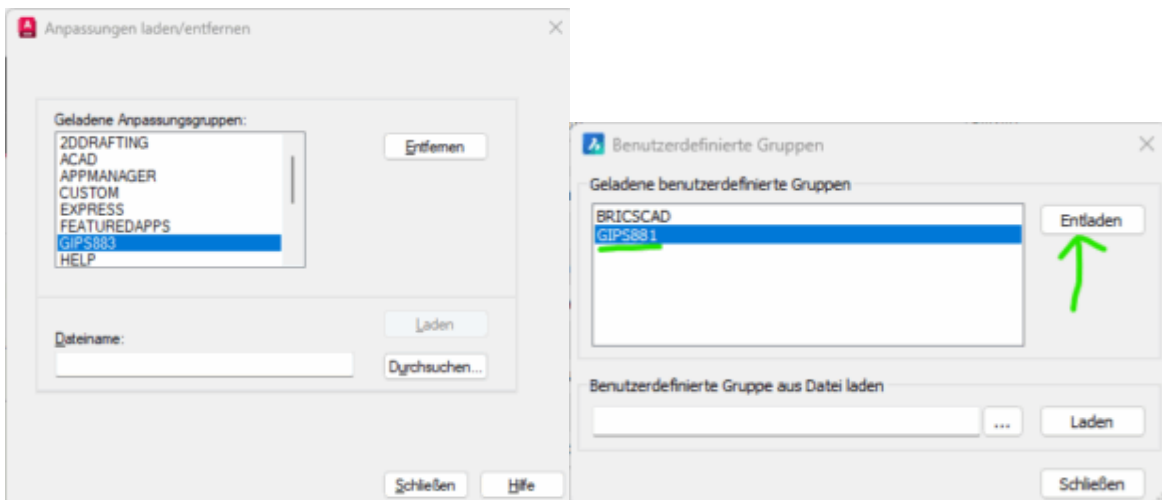 Anpassungen laden/entfernen
Geladene Anpassungsgruppen:
2DDRAFTING
ACAD
APPMANAGER
CUSTOM
EXPRESS
FEATUREDAPPS
GIPS883
HELP
Entfernen
Laden
Dateiname:
Durchsuchen...
Schließen
Hilfe
Benutzerdefinierte Gruppen
Geladene benutzerdefinierte Gruppen
BRICSCAD
GIPS881
Entladen
Benutzerdefinierte Gruppe aus Datei laden
...
Laden
Schließen